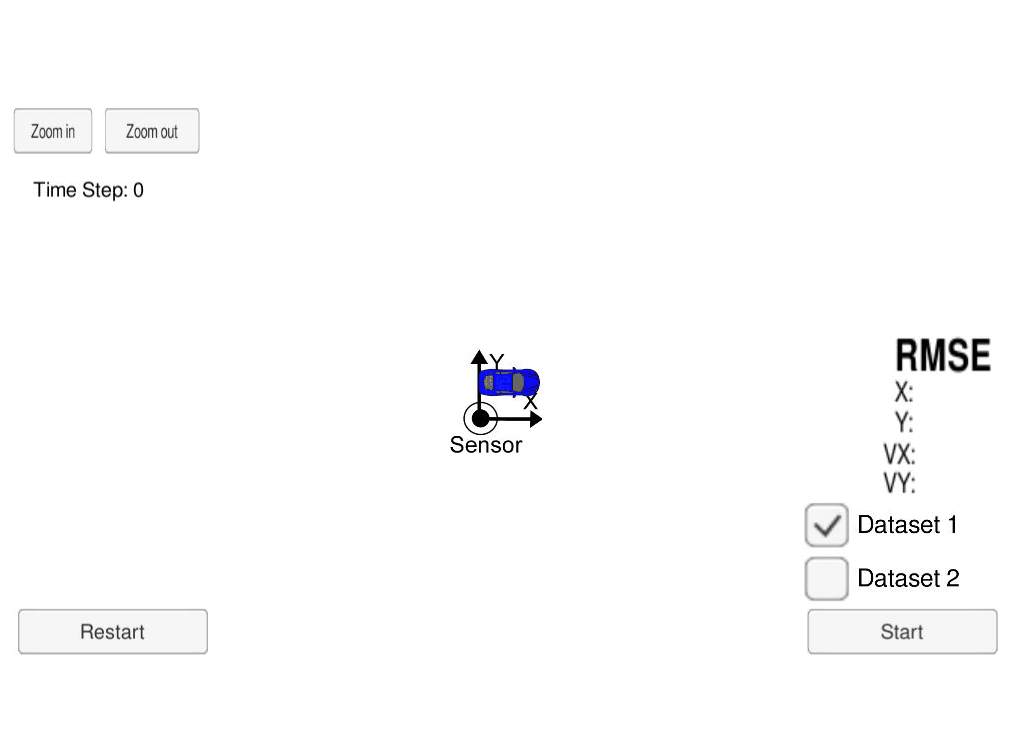 Zoom in Zoom out
Time Step: 0
Y
X
Sensor
RMSE
X:
Y:
VX:
VY:
Dataset 1
Dataset 2
Restart
Start